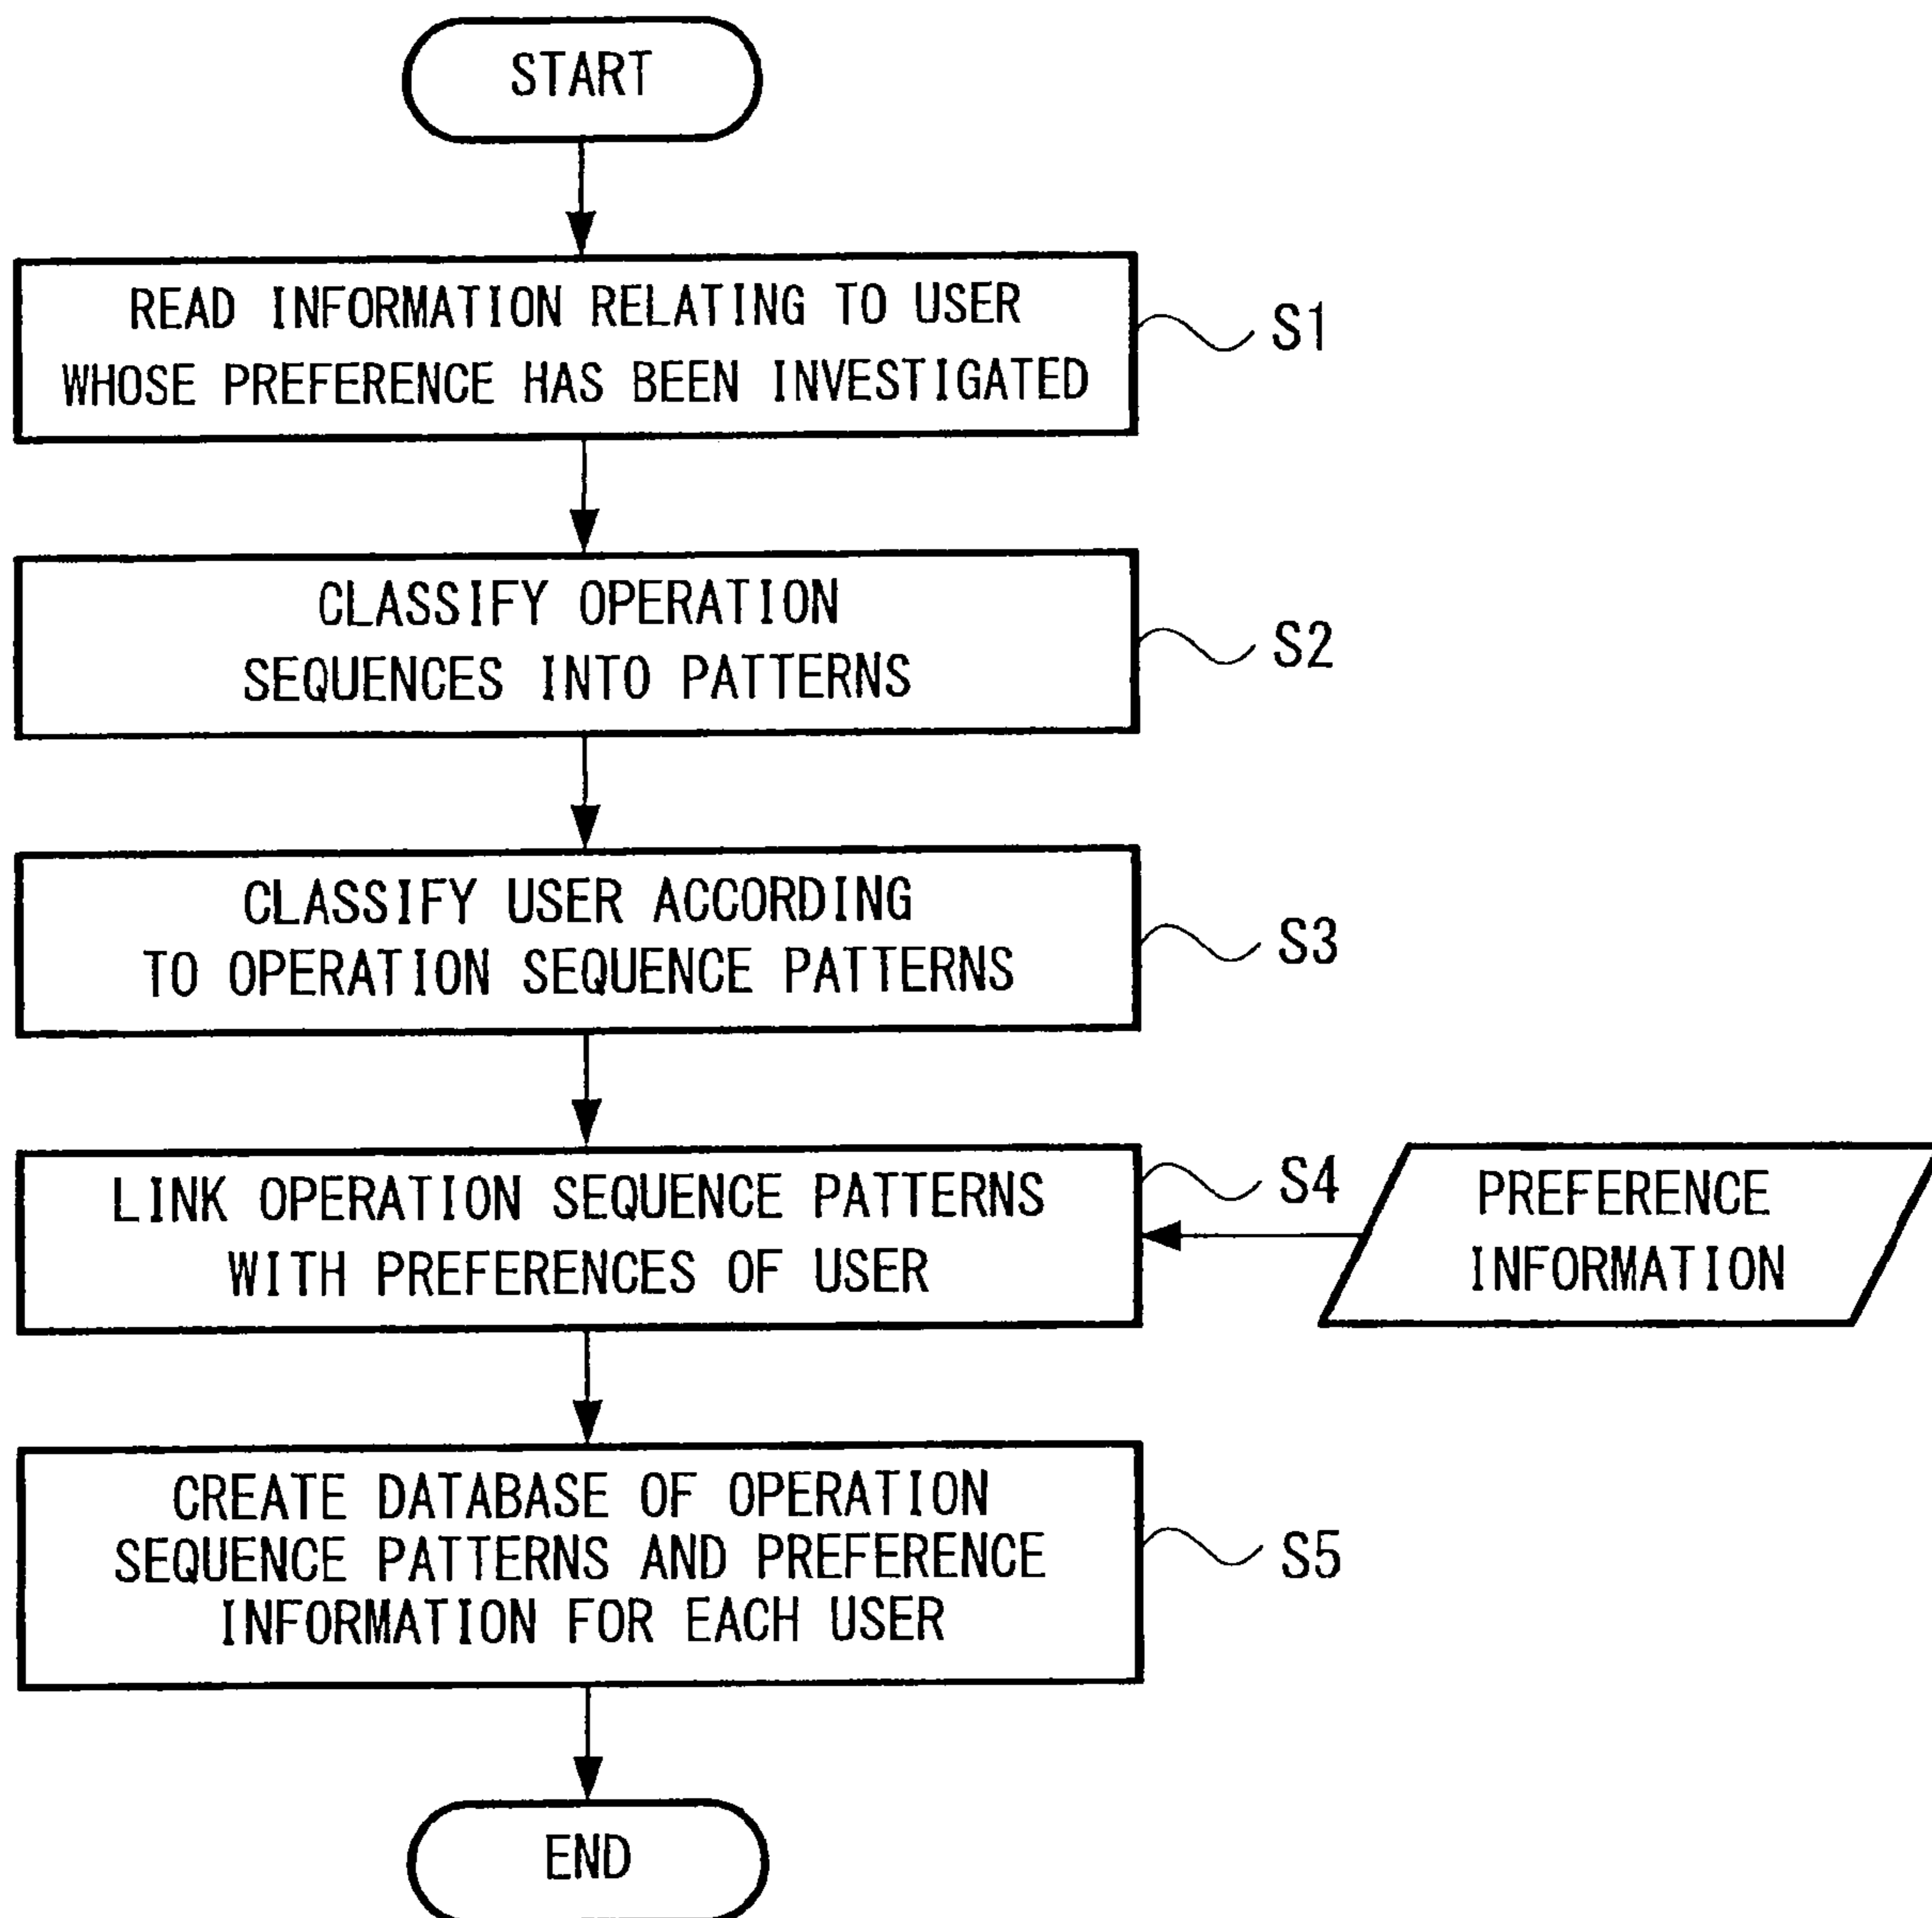 START
READ INFORMATION RELATING TO USER
WHOSE PREFERENCE HAS BEEN INVESTIGATED
S1
CLASSIFY OPERATION
SEQUENCES INTO PATTERNS
S2
CLASSIFY USER ACCORDING
TO OPERATION SEQUENCE PATTERNS
S3
LINK OPERATION SEQUENCE PATTERNS
WITH PREFERENCES OF USER
S4
PREFERENCE
INFORMATION
CREATE DATABASE OF OPERATION
SEQUENCE PATTERNS AND PREFERENCE
INFORMATION FOR EACH USER
S5
END